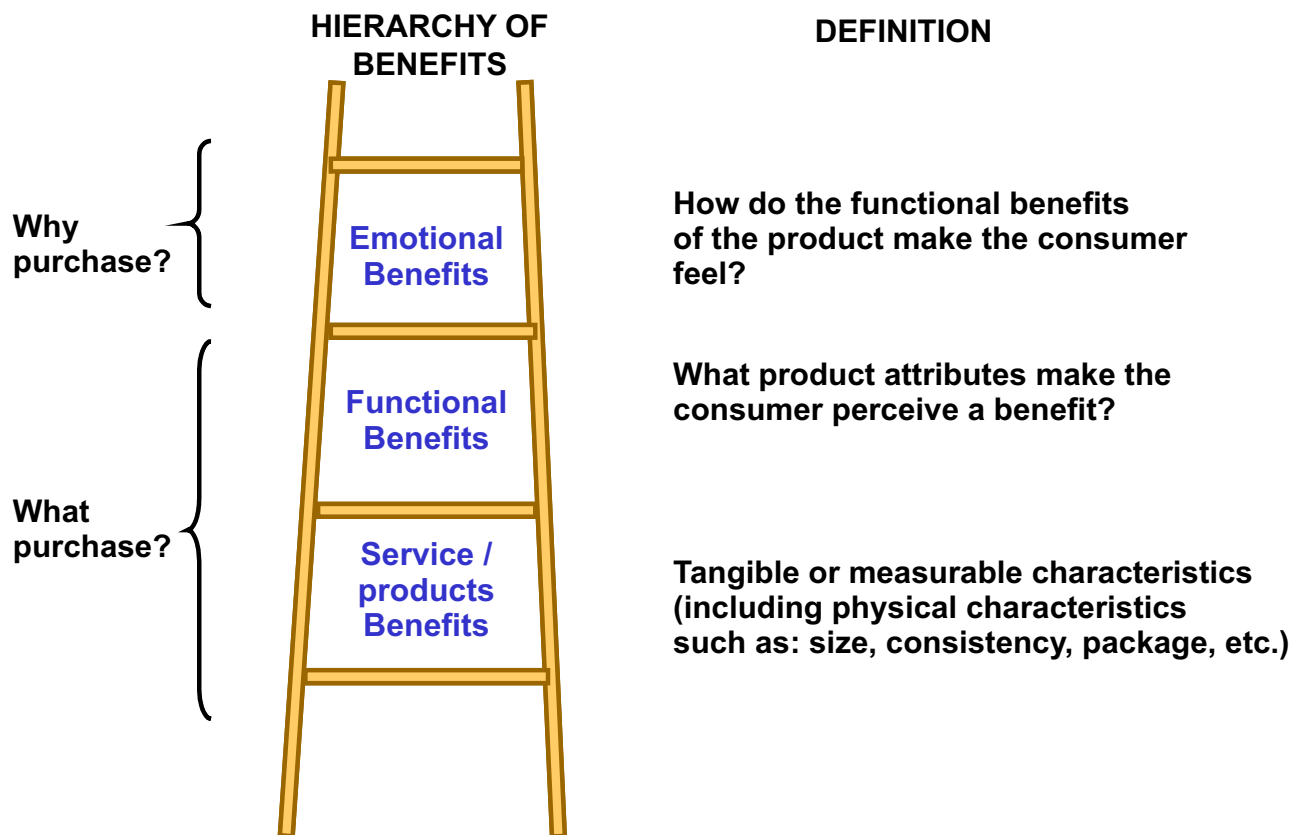 HIERARCHY OF
BENEFITS
DEFINITION
Why
purchase?
Emotional
Benefits
How do the functional benefits
of the product make the consumer
feel?
Functional
Benefits
What product attributes make the
consumer perceive a benefit?
What
purchase?
Service /
products
Benefits
Tangible or measurable characteristics
(including physical characteristics
such as: size, consistency, package, etc.)